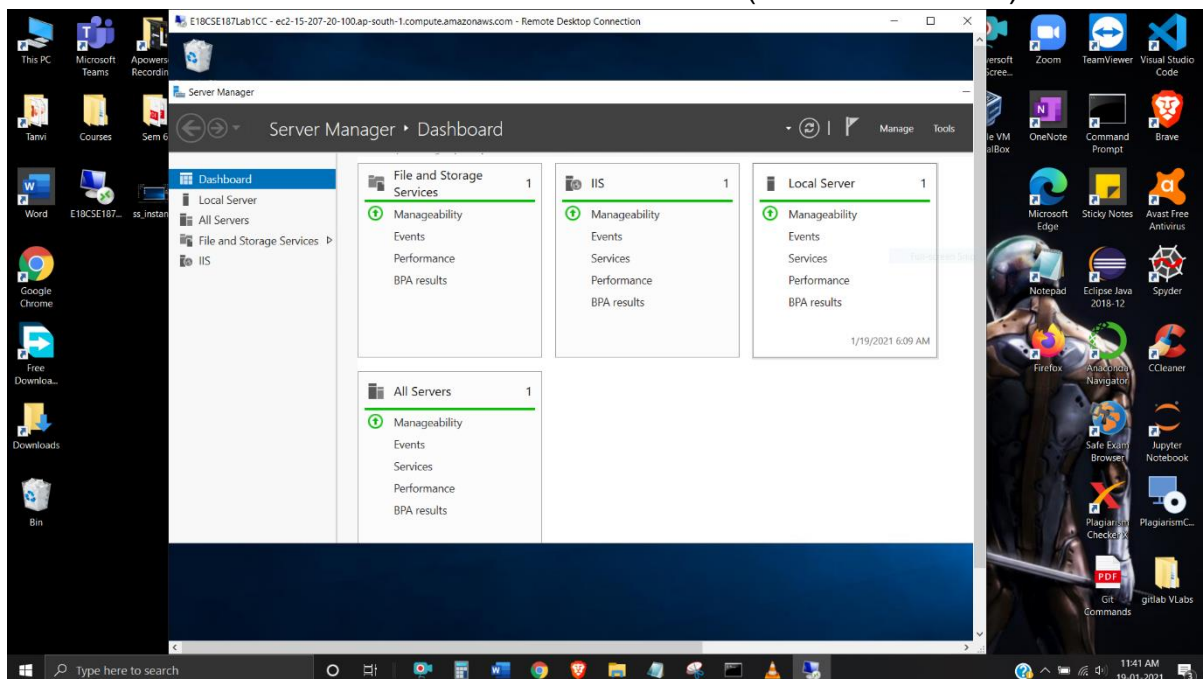 E18CSE187Lab1CC - ec2-15-207-20-100.ap-south-1.compute.amazonaws.com - Remote Desktop Connection
This PC
Microsoft Teams
Apowers
Recordin
Zoom
TeamViewer
Visual Studio Code
Server Manager
Server Manager • Dashboard
Manage
Tools
Tanvi
Courses
Sem 6
OneNote
Command Prompt
Brave
Dashboard
Local Server
All Servers
File and Storage Services
IIS
File and Storage Services 1
Manageability
Events
Performance
BPA results
IIS 1
Manageability
Events
Services
Performance
BPA results
Local Server 1
Manageability
Events
Services
Performance
BPA results
1/19/2021 6:09 AM
All Servers 1
Manageability
Events
Services
Performance
BPA results
Word
E18CSE187...
ss_instan
Google Chrome
Free Downloa...
Downloads
Bin
Microsoft Edge
Sticky Notes
Avast Free Antivirus
Notepad
Eclipse Java 2018-12
Spyder
Firefox
Anaconda Navigator
CCleaner
Safe Exam Browser
Jupyter Notebook
Plagiarism Checker X
PlagiarismC...
PDF
Git Commands
gitlab VLabs
Type here to search
11:41 AM
19-01-2021